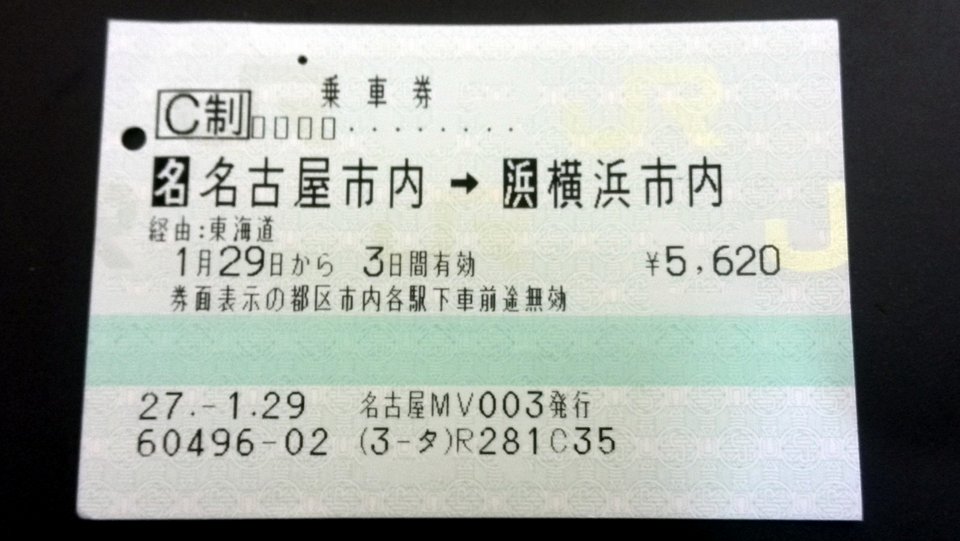 乗車券
C制□□□□・・・・・・・・
名 名古屋市内 → 浜 横浜市内
経由:東海道
1月29日から 3日間有効 ¥5,620
券面表示の都区市内各駅下車前途無効
27.-1.29 名古屋MV003発行
60496-02 (3-タ)R281C35